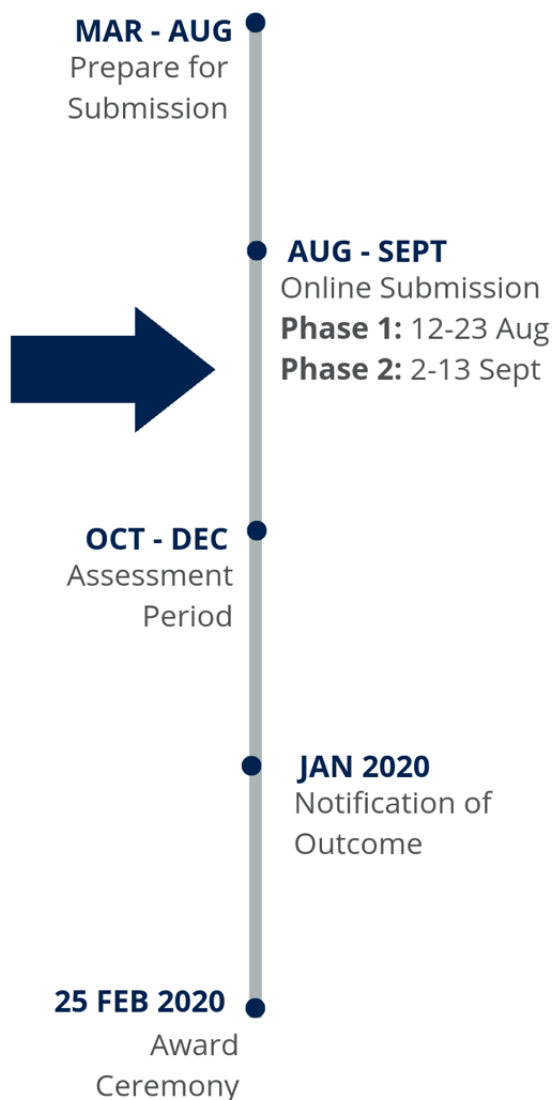 MAR - AUG
Prepare for
Submission
AUG - SEPT
Online Submission
Phase 1: 12-23 Aug
Phase 2: 2-13 Sept
OCT - DEC
Assessment
Period
JAN 2020
Notification of
Outcome
25 FEB 2020
Award
Ceremony